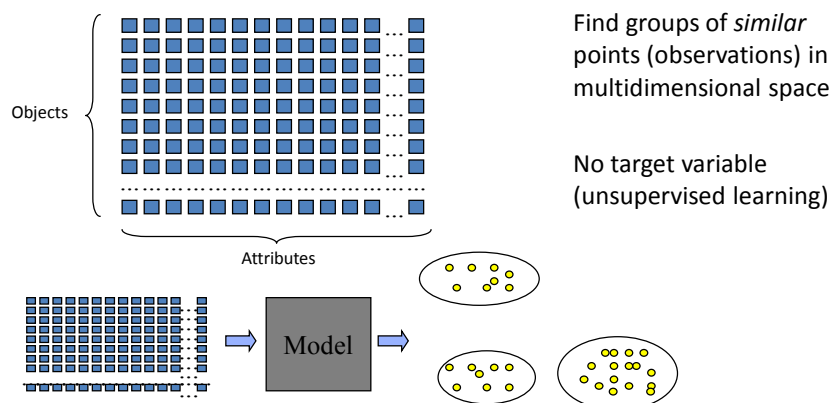 Find groups of similar
points (observations) in
multidimensional space
Objects
No target variable
(unsupervised learning)
Attributes
Model